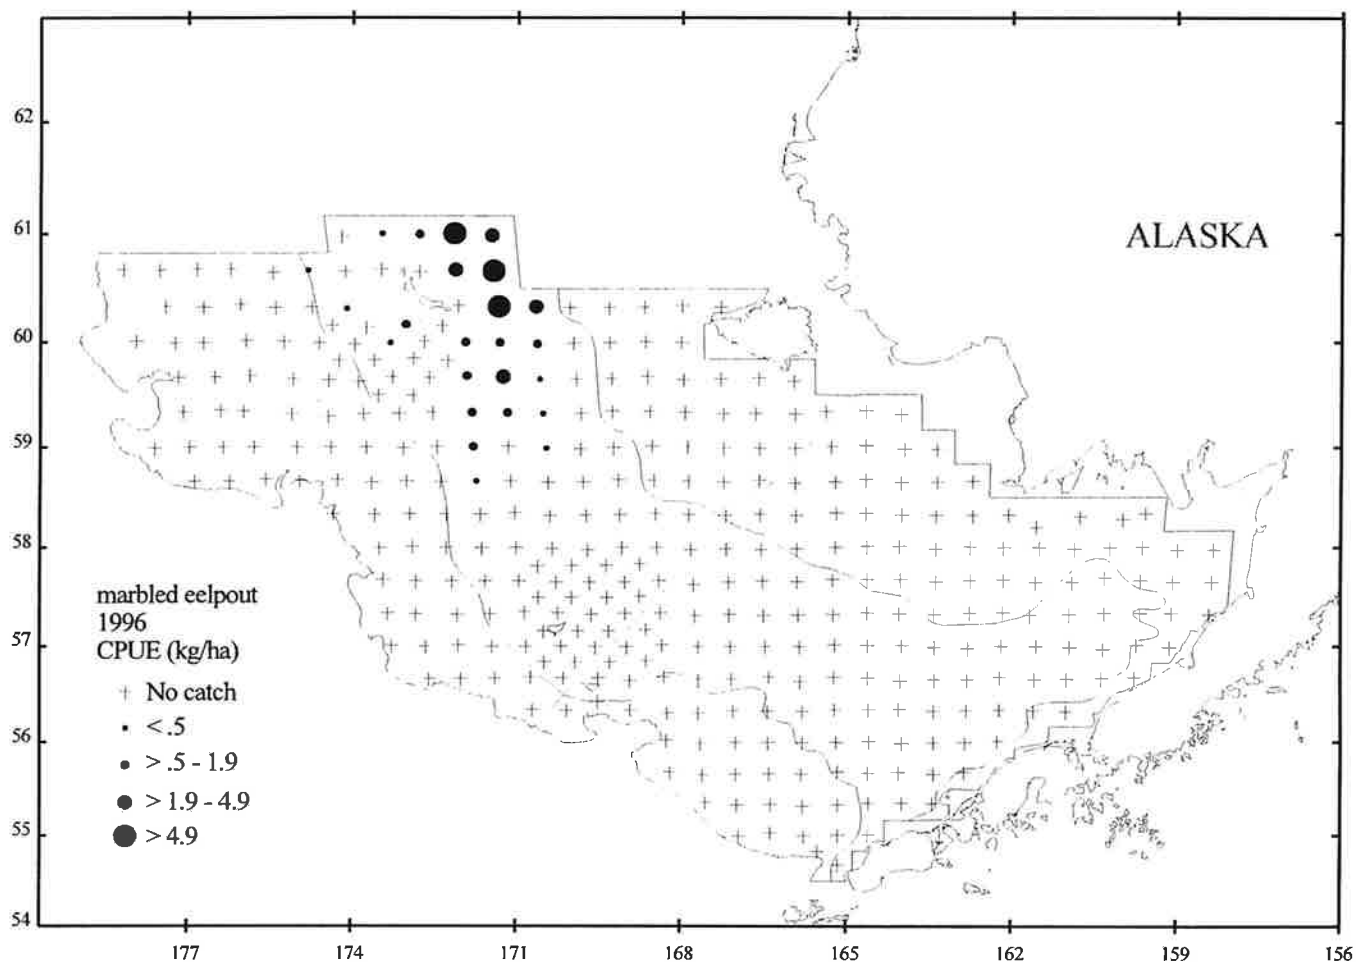 62
61
ALASKA
60
59
58
marbled eelpout
1996
57
CPUE (kg/ha)
No catch
< .5
56
> .5 - 1.9
> 1.9 - 4.9
55
> 4.9
54
177 174 171 168 165 162 159 156